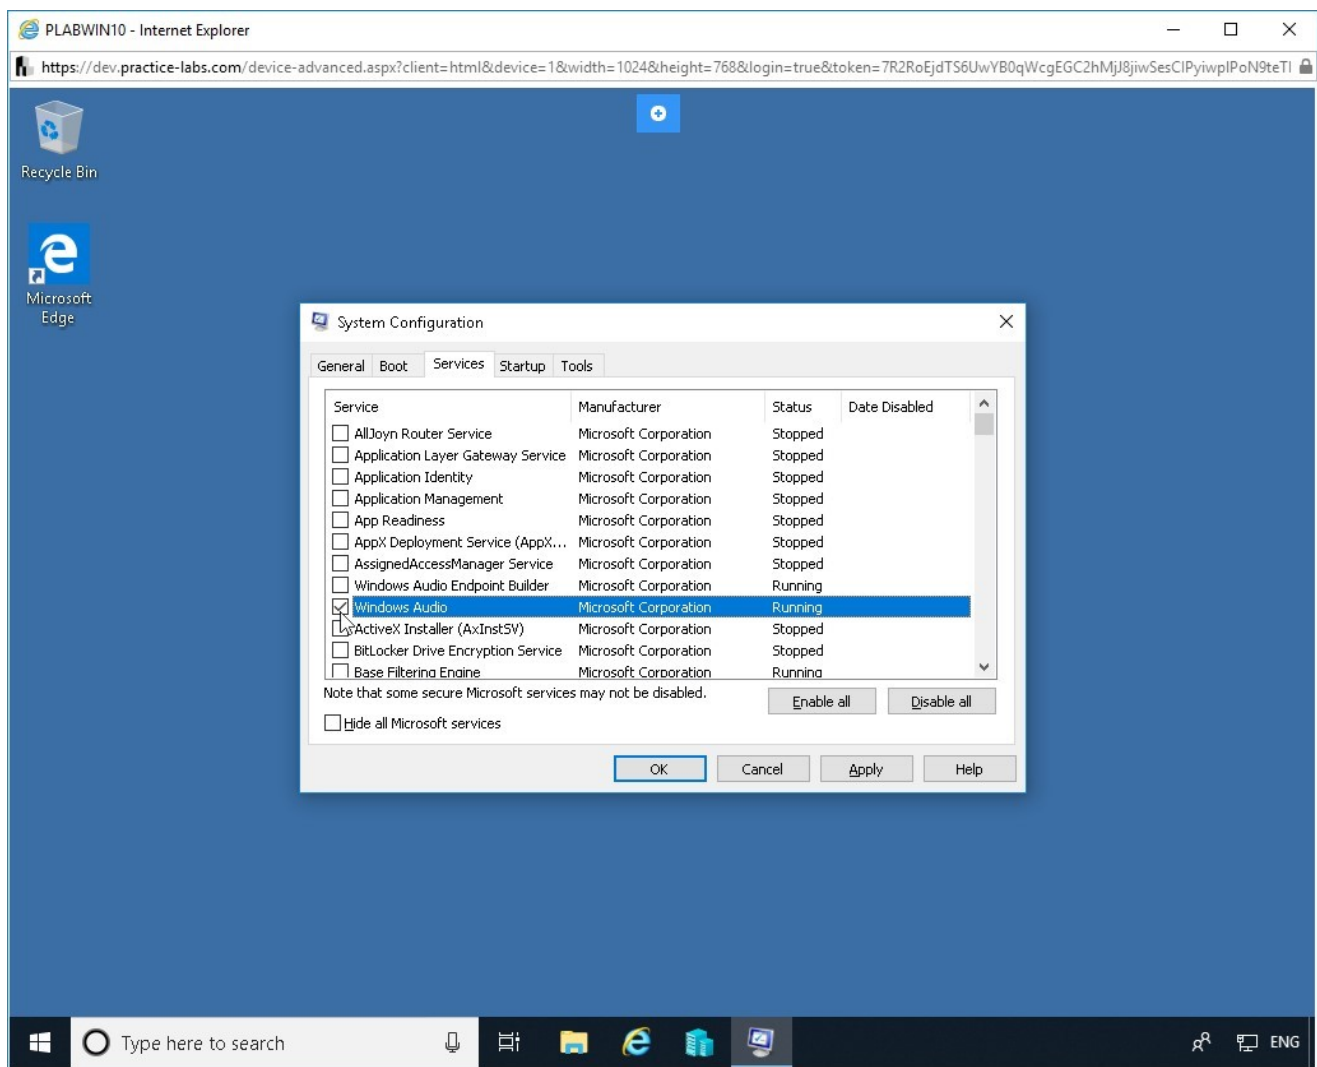 PLABWIN10 - Internet Explorer
https://dev.practice-labs.com/device-advanced.aspx?client=html&device=1&width=1024&height=768&login=true&token=7R2RoEjdTS6UwYB0qWcgEGC2hMjJ8jiwSesCIPyiwpIPoN9teTI
Recycle Bin
Microsoft
Edge
System Configuration
General Boot Services Startup Tools
Service Manufacturer Status Date Disabled
AllJoyn Router Service Microsoft Corporation Stopped
Application Layer Gateway Service Microsoft Corporation Stopped
Application Identity Microsoft Corporation Stopped
Application Management Microsoft Corporation Stopped
App Readiness Microsoft Corporation Stopped
AppX Deployment Service (AppX... Microsoft Corporation Stopped
AssignedAccessManager Service Microsoft Corporation Stopped
Windows Audio Endpoint Builder Microsoft Corporation Running
Windows Audio Microsoft Corporation Running
ActiveX Installer (AxInstSV) Microsoft Corporation Stopped
BitLocker Drive Encryption Service Microsoft Corporation Stopped
Base Filtering Engine Microsoft Corporation Running
Note that some secure Microsoft services may not be disabled.
Enable all Disable all
Hide all Microsoft services
OK Cancel Apply Help
Type here to search
ENG